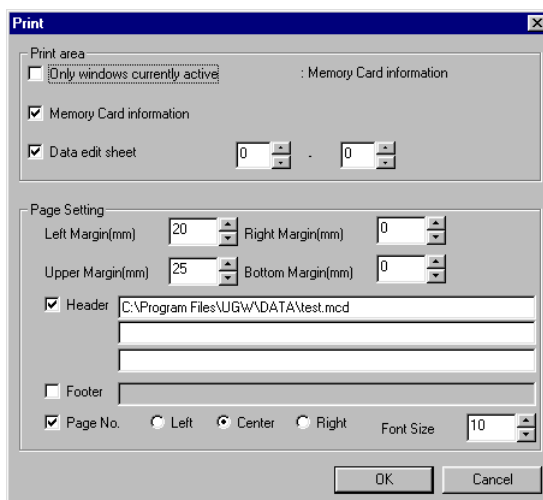 Print
Print area
Only windows currently active : Memory Card information
Memory Card information
Data edit sheet 0 - 0
Page Setting
Left Margin(mm) 20 Right Margin(mm) 0
Upper Margin(mm) 25 Bottom Margin(mm) 0
Header C:\Program Files\UGW\DATA\test.mcd
Footer
Page No. Left Center Right Font Size 10
OK Cancel